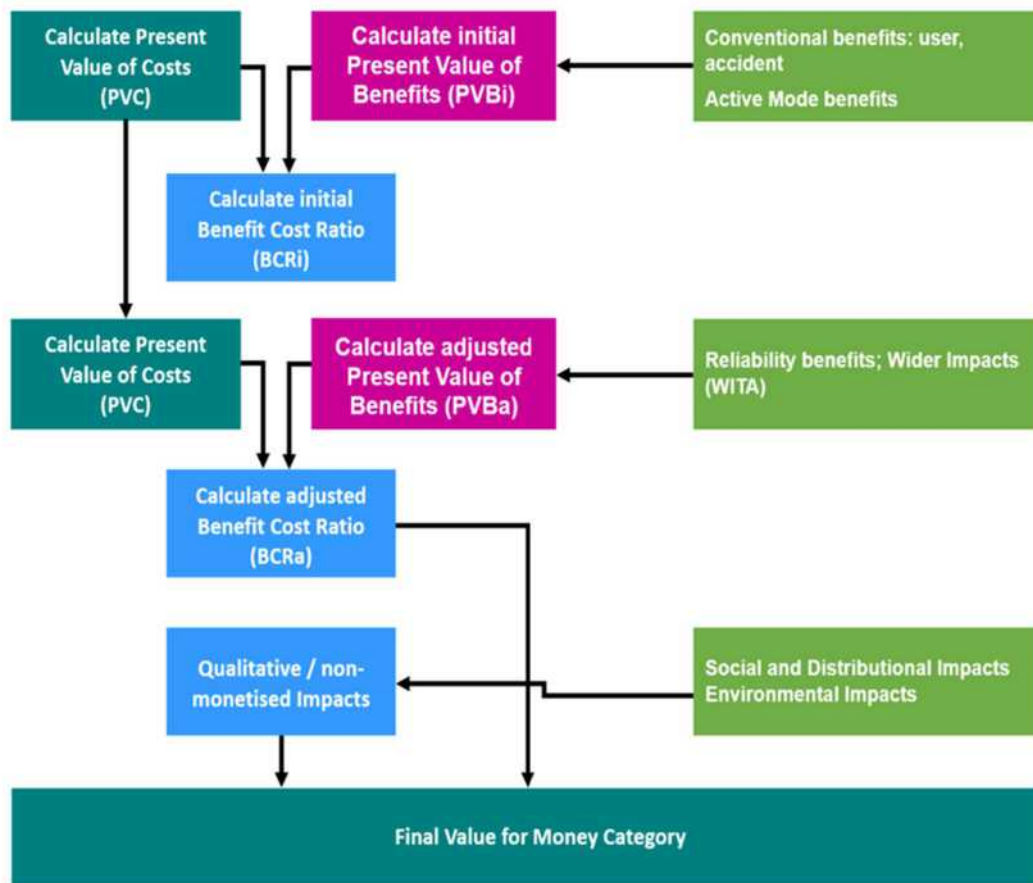 Calculate Present
Value of Costs
(PVC)
Calculate initial
Present Value of
Benefits (PVBi)
Conventional benefits: user,
accident
Active Mode benefits
Calculate initial
Benefit Cost Ratio
(BCRi)
Calculate Present
Value of Costs
(PVC)
Calculate adjusted
Present Value of
Benefits (PVBa)
Reliability benefits; Wider Impacts
(WITA)
Calculate adjusted
Benefit Cost Ratio
(BCRa)
Qualitative / non-
monetised Impacts
Social and Distributional Impacts
Environmental Impacts
Final Value for Money Category